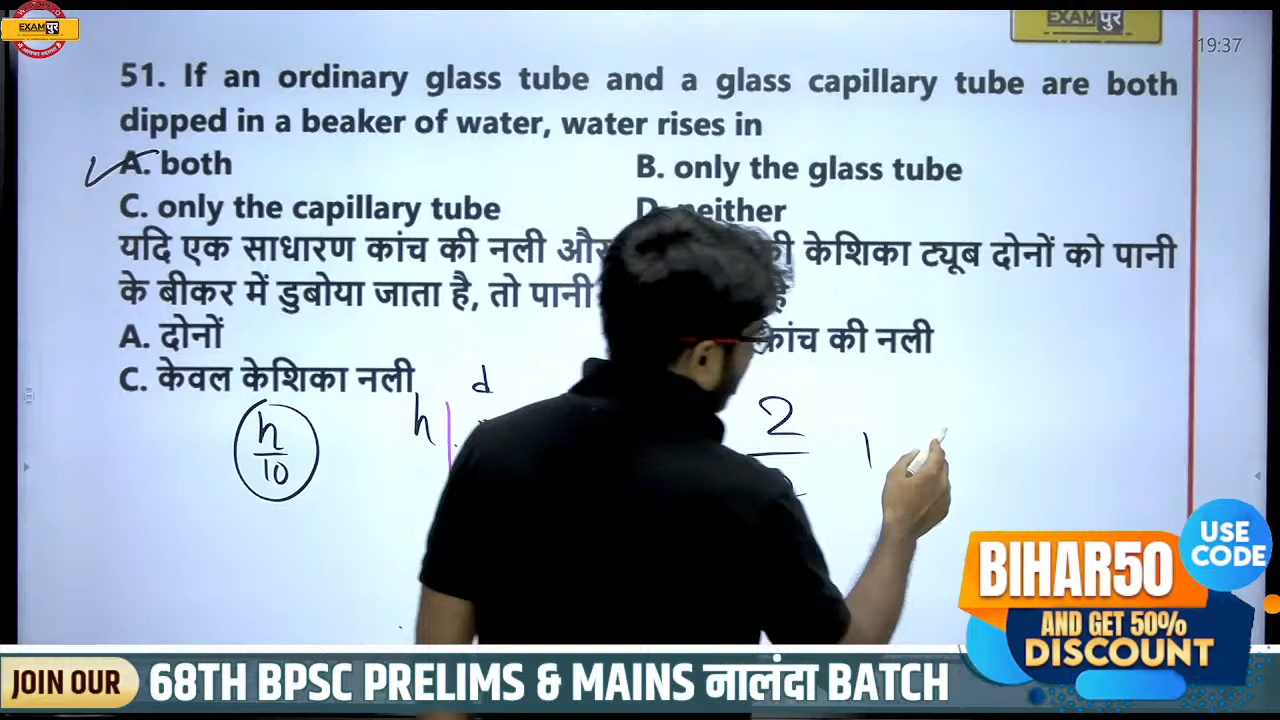 EXAMपुर
EXAM पुर
19:37
51. If an ordinary glass tube and a glass capillary tube are both
dipped in a beaker of water, water rises in
A. both
B. only the glass tube
C. only the capillary tube
D. neither
यदि एक साधारण कांच की नली और की केशिका ट्यूब दोनों को पानी
के बीकर में डुबोया जाता है, तो पानी है
A. दोनों
कांच की नली
C. केवल केशिका नली
d
h
h
10
2
1
USE
CODE
BIHAR50
AND GET 50%
DISCOUNT
JOIN OUR
68TH BPSC PRELIMS & MAINS नालंदा BATCH